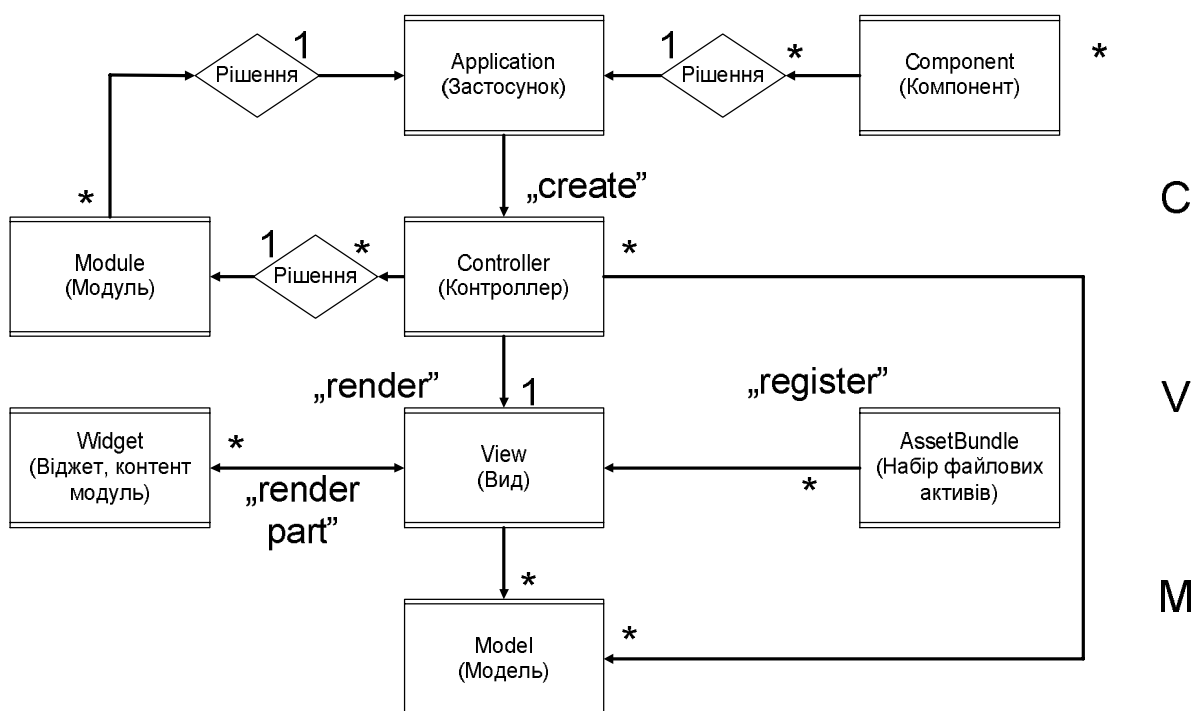 1
Рішення
Application
(Застосунок)
1
Рішення
*
Component
(Компонент)
*
„create”
*
C
Module
(Модуль)
1
Рішення
*
Controller
(Контроллер)
*
„render”
1
„register”
V
Widget
(Віджет, контент
модуль)
*
„render
part”
View
(Вид)
*
AssetBundle
(Набір файлових
активів)
*
M
Model
(Модель)
*